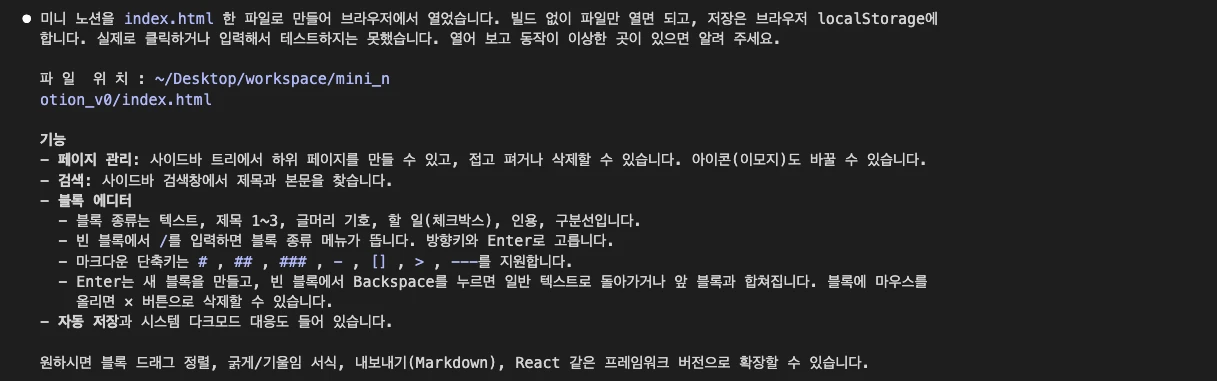 ● 미니 노션을 index.html 한 파일로 만들어 브라우저에서 열었습니다. 빌드 없이 파일만 열면 되고, 저장은 브라우저 localStorage에
합니다. 실제로 클릭하거나 입력해서 테스트하지는 못했습니다. 열어 보고 동작이 이상한 곳이 있으면 알려 주세요.
파 일 위 치 : ~/Desktop/workspace/mini_n
otion_v0/index.html
기능
- 페이지 관리: 사이드바 트리에서 하위 페이지를 만들 수 있고, 접고 펴거나 삭제할 수 있습니다. 아이콘(이모지)도 바꿀 수 있습니다.
- 검색: 사이드바 검색창에서 제목과 본문을 찾습니다.
- 블록 에디터
- 블록 종류는 텍스트, 제목 1~3, 글머리 기호, 할 일(체크박스), 인용, 구분선입니다.
- 빈 블록에서 /를 입력하면 블록 종류 메뉴가 뜹니다. 방향키와 Enter로 고릅니다.
- 마크다운 단축키는 # , ## , ### , - , [] , > , ---를 지원합니다.
- Enter는 새 블록을 만들고, 빈 블록에서 Backspace를 누르면 일반 텍스트로 돌아가거나 앞 블록과 합쳐집니다. 블록에 마우스를
올리면 × 버튼으로 삭제할 수 있습니다.
- 자동 저장과 시스템 다크모드 대응도 들어 있습니다.
원하시면 블록 드래그 정렬, 굵게/기울임 서식, 내보내기(Markdown), React 같은 프레임워크 버전으로 확장할 수 있습니다.